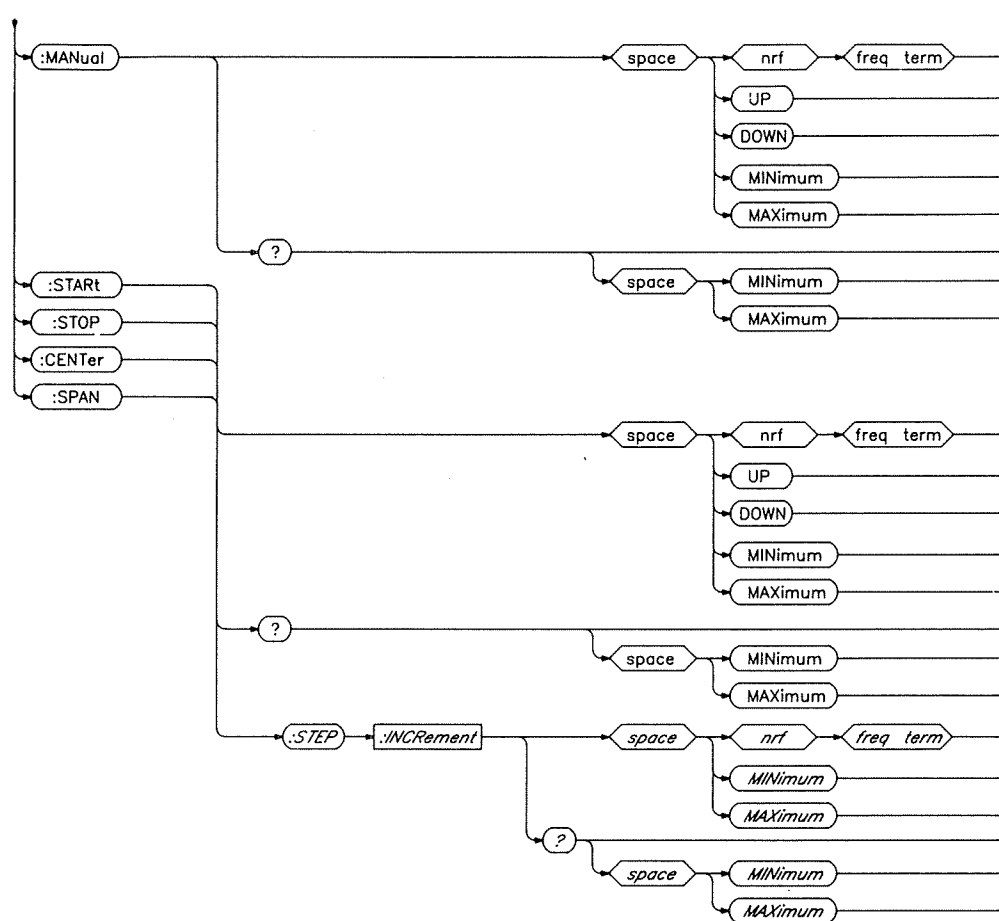 :MANual space nrf freq term
UP
DOWN
MINimum
MAXimum
?
:STARt space MINimum
:STOP MAXimum
:CENTer
:SPAN
space nrf freq term
UP
DOWN
MINimum
MAXimum
?
space MINimum
MAXimum
:STEP :INCRement space nrf freq term
MINimum
MAXimum
?
space MINimum
MAXimum